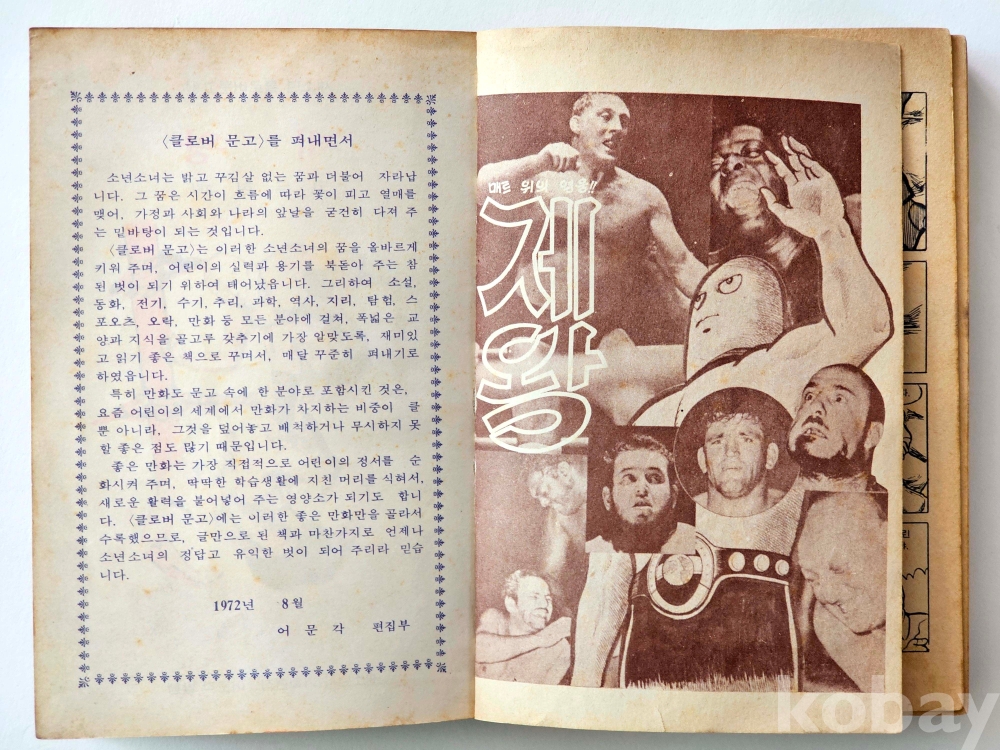 〈클로버 문고〉를 펴내면서
소년소녀는 밝고 꾸김살 없는 꿈과 더불어 자라납
니다. 그 꿈은 시간이 흐름에 따라 꽃이 피고 열매를
맺어, 가정과 사회와 나라의 앞날을 굳건히 다져 주
는 밑바탕이 되는 것입니다.
〈클로버 문고〉는 이러한 소년소녀의 꿈을 올바르게
키워 주며, 어린이의 실력과 용기를 북돋아 주는 참
된 벗이 되기 위하여 태어났읍니다. 그리하여 소설,
동화, 전기, 수기, 추리, 과학, 역사, 지리, 탐험, 스
포오츠, 오락, 만화 등 모든 분야에 걸쳐, 폭넓은 교
양과 지식을 골고루 갖추기에 가장 알맞도록, 재미있
고 읽기 좋은 책으로 꾸며서, 매달 꾸준히 펴내기로
하였읍니다.
특히 만화도 문고 속에 한 분야로 포함시킨 것은,
요즘 어린이의 세계에서 만화가 차지하는 비중이 클
뿐 아니라, 그것을 덮어놓고 배척하거나 무시하지 못
할 좋은 점도 많기 때문입니다.
좋은 만화는 가장 직접적으로 어린이의 정서를 순
화시켜 주며, 딱딱한 학습생활에 지친 머리를 식혀서,
새로운 활력을 불어넣어 주는 영양소가 되기도 합니
다. 〈클로버 문고〉에는 이러한 좋은 만화만을 골라서
수록했으므로, 글만으로 된 책과 마찬가지로 언제나
소년소녀의 정답고 유익한 벗이 되어 주리라 믿습
니다.
1972년 8월
어문각 편집부
매트 위의 영웅!!
제왕
린
kobay